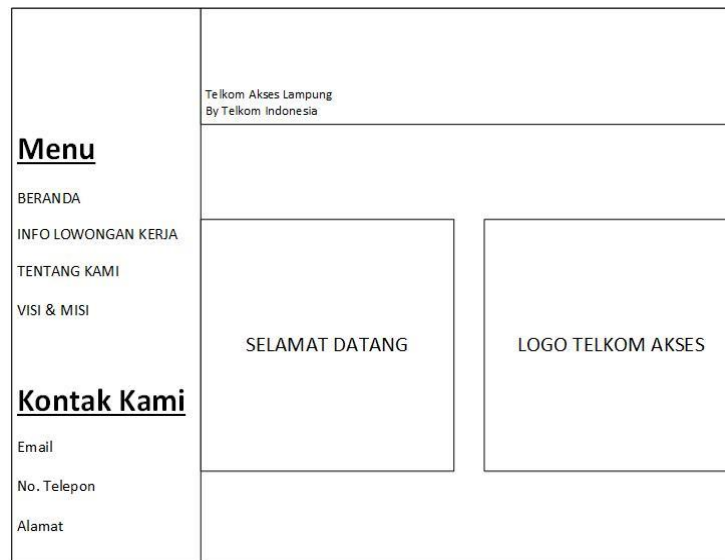 Telkom Akses Lampung
By Telkom Indonesia
Menu
BERANDA
INFO LOWONGAN KERJA
TENTANG KAMI
VISI & MISI
Kontak Kami
Email
No. Telepon
Alamat
SELAMAT DATANG
LOGO TELKOM AKSES